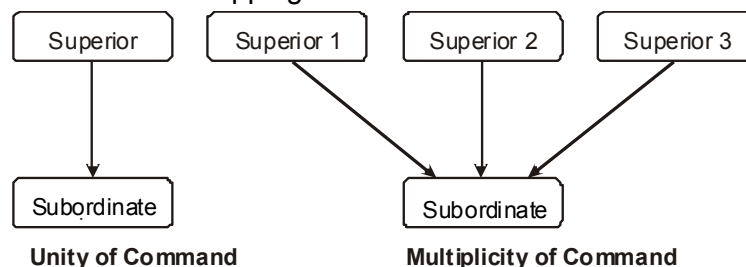 Superior Superior 1 Superior 2 Superior 3
Subordinate Subordinate
Unity of Command Multiplicity of Command